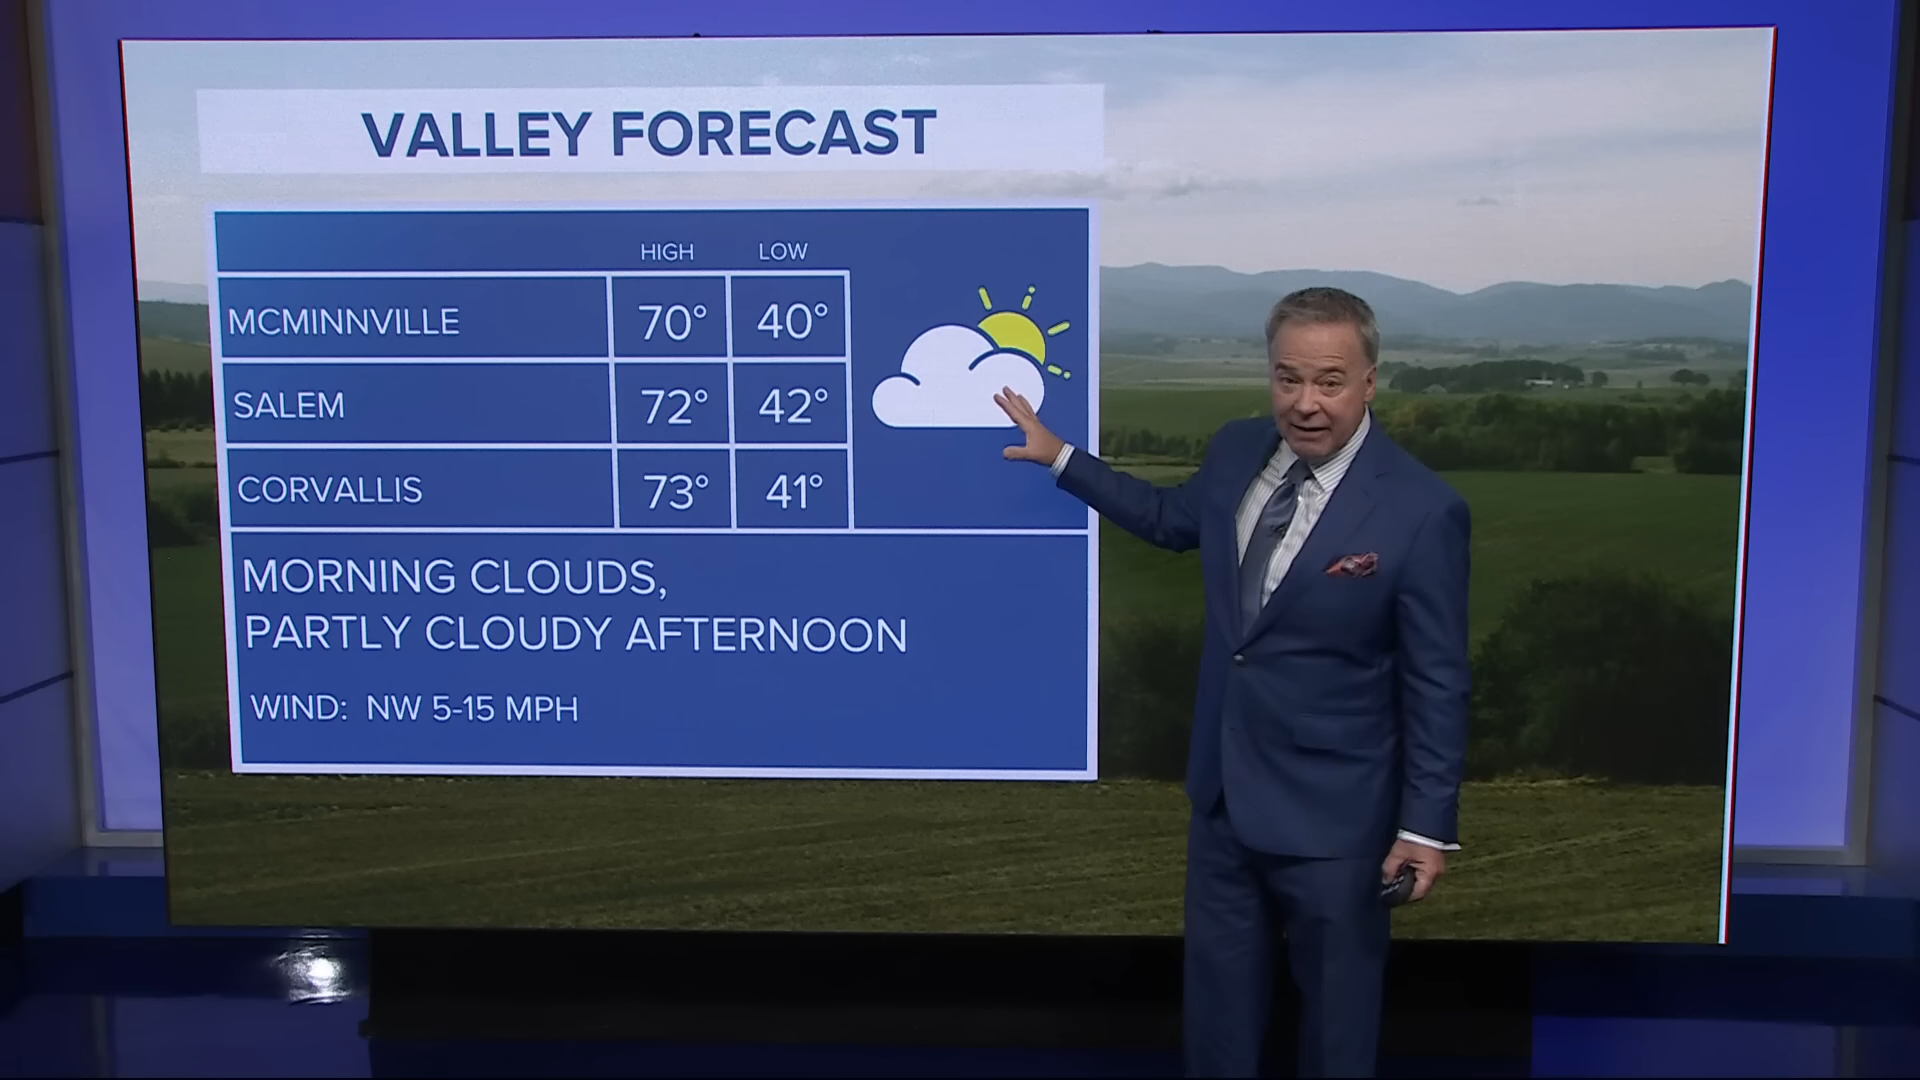 VALLEY FORECAST
HIGH LOW
MCMINNVILLE 70° 40°
SALEM 72° 42°
CORVALLIS 73° 41°
MORNING CLOUDS,
PARTLY CLOUDY AFTERNOON
WIND: NW 5-15 MPH